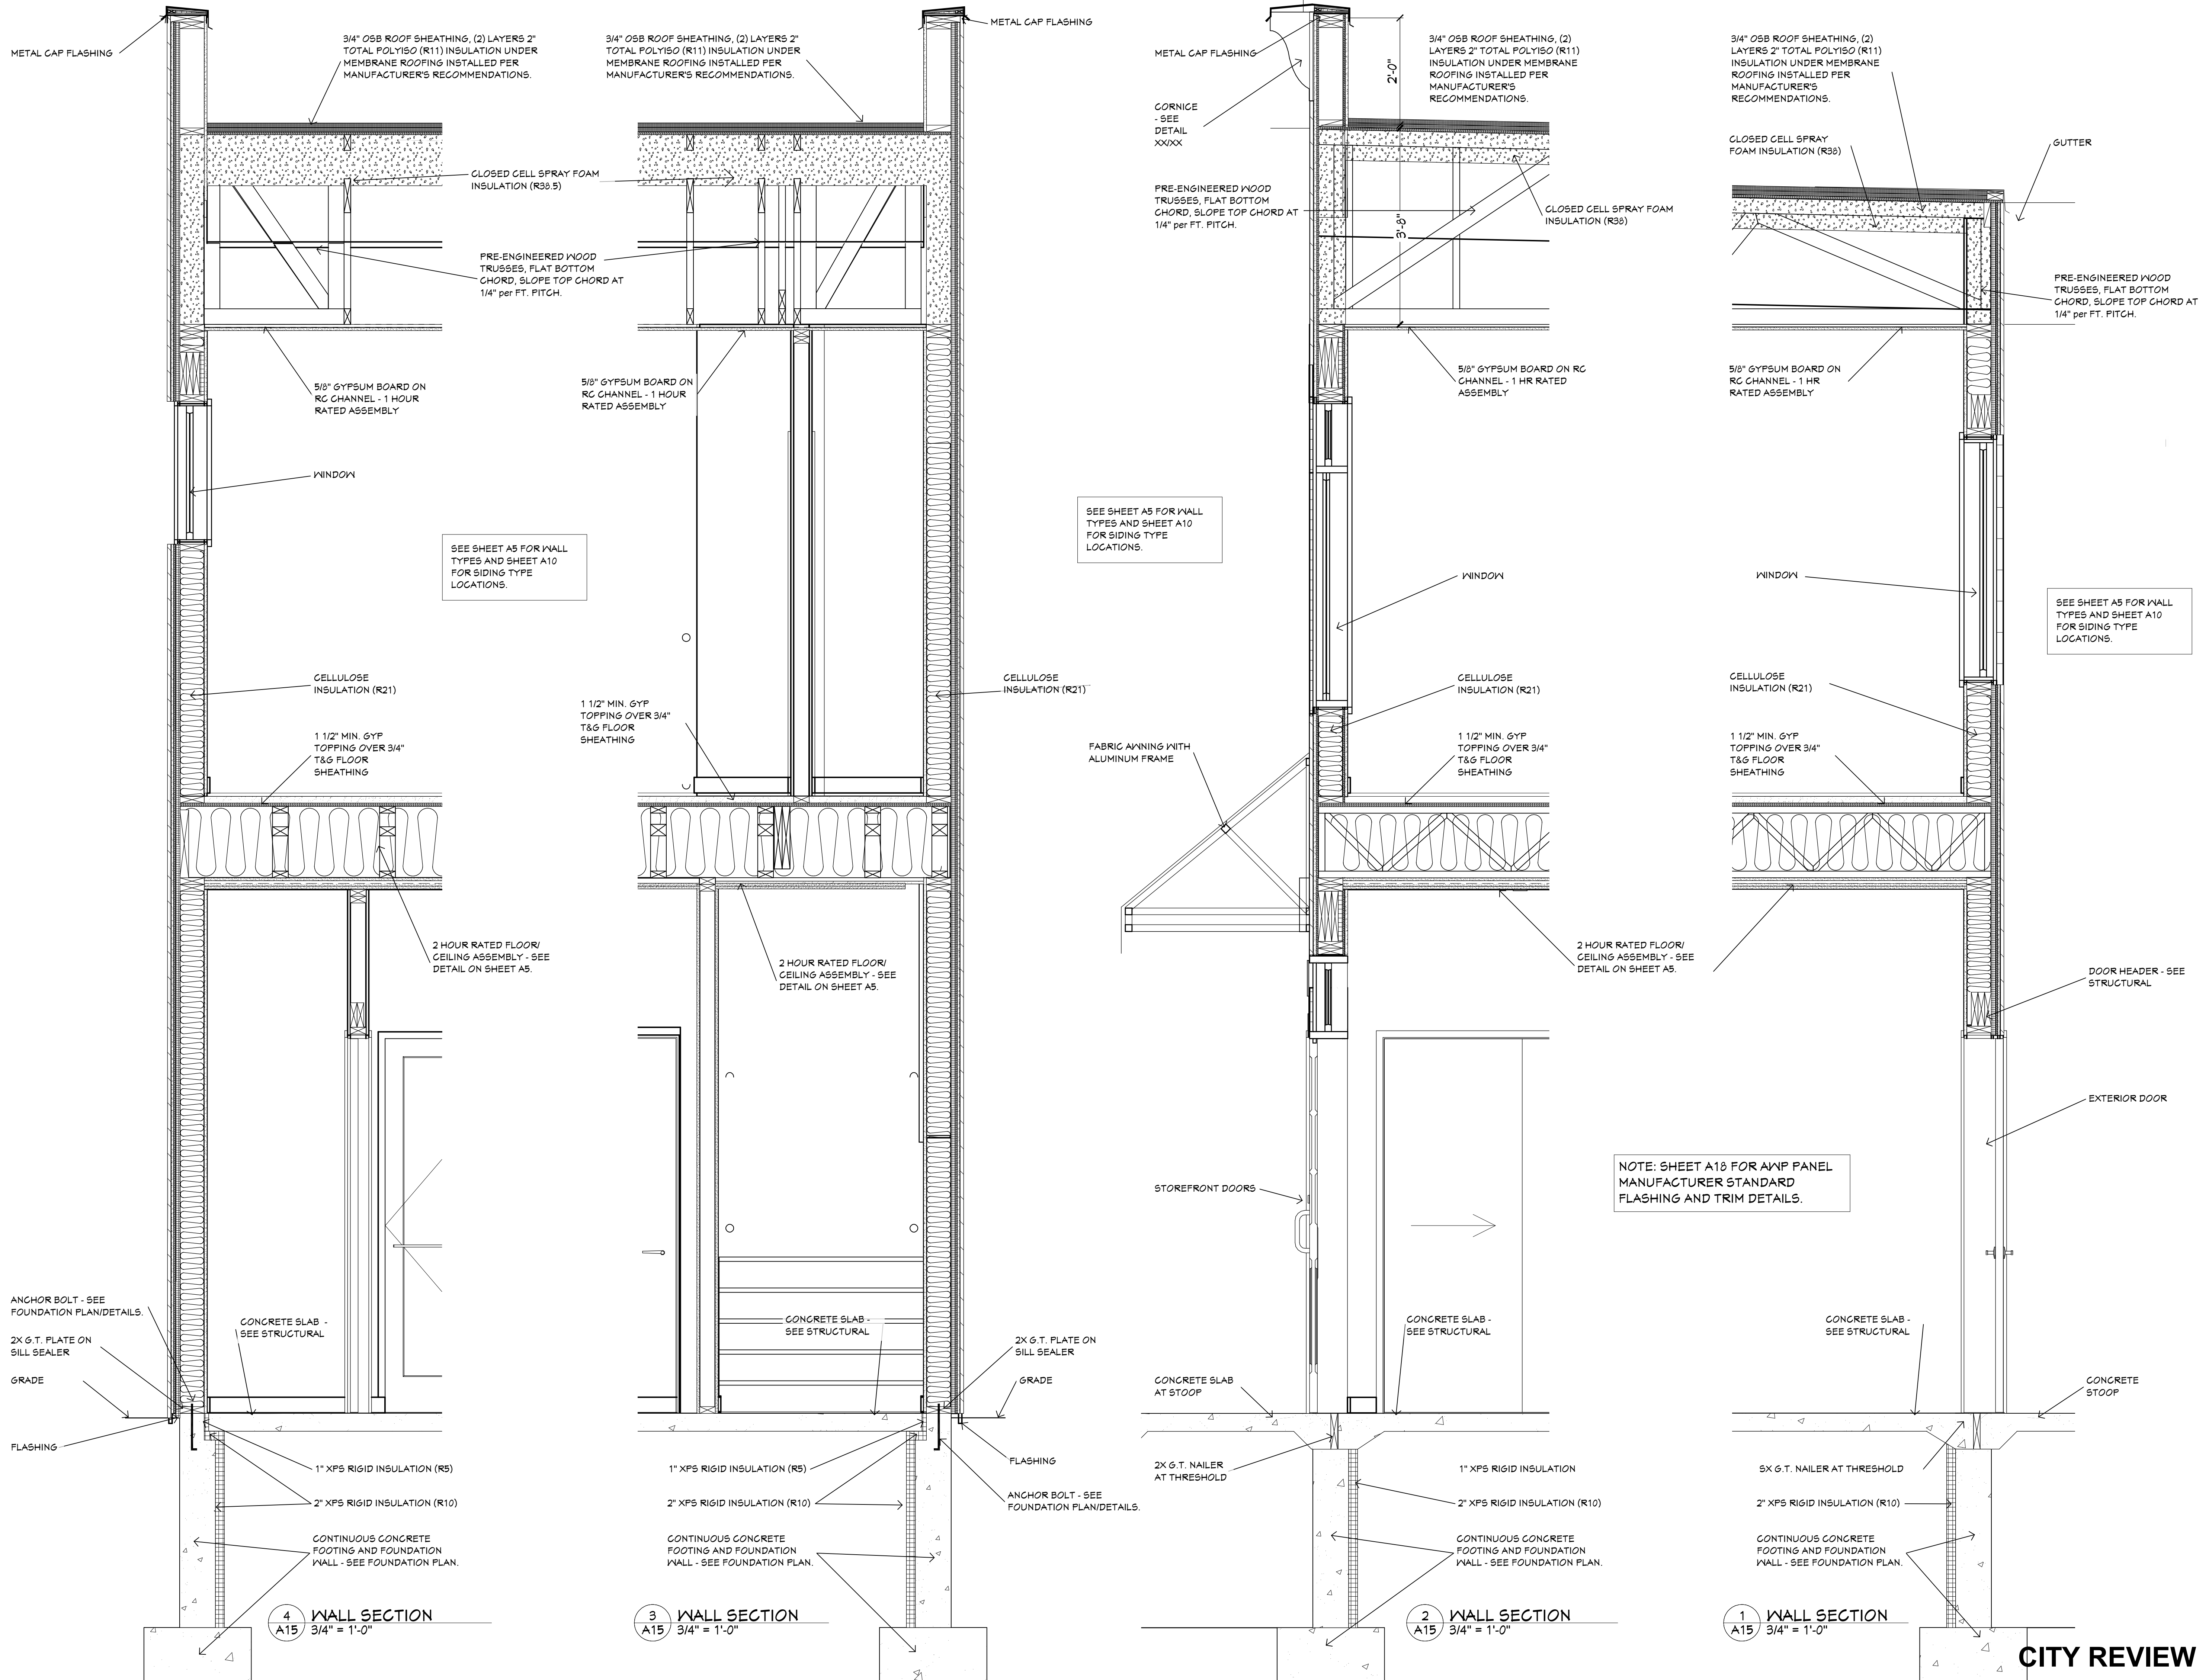 METAL CAP FLASHING
3/4" OSB ROOF SHEATHING, (2) LAYERS 2"
TOTAL POLYISO (R11) INSULATION UNDER
MEMBRANE ROOFING INSTALLED PER
MANUFACTURER'S RECOMMENDATIONS.
3/4" OSB ROOF SHEATHING, (2) LAYERS 2"
TOTAL POLYISO (R11) INSULATION UNDER
MEMBRANE ROOFING INSTALLED PER
MANUFACTURER'S RECOMMENDATIONS.
METAL CAP FLASHING
CLOSED CELL SPRAY FOAM
INSULATION (R38.5)
PRE-ENGINEERED WOOD
TRUSSES, FLAT BOTTOM
CHORD, SLOPE TOP CHORD AT
1/4" per FT. PITCH.
5/8" GYPSUM BOARD ON
RC CHANNEL - 1 HOUR
RATED ASSEMBLY
5/8" GYPSUM BOARD ON
RC CHANNEL - 1 HOUR
RATED ASSEMBLY
WINDOW
SEE SHEET A5 FOR WALL
TYPES AND SHEET A10
FOR SIDING TYPE
LOCATIONS.
CELLULOSE
INSULATION (R21)
CELLULOSE
INSULATION (R21)
1 1/2" MIN. GYP
TOPPING OVER 3/4"
T&G FLOOR
SHEATHING
1 1/2" MIN. GYP
TOPPING OVER 3/4"
T&G FLOOR
SHEATHING
2 HOUR RATED FLOOR/
CEILING ASSEMBLY - SEE
DETAIL ON SHEET A5.
2 HOUR RATED FLOOR/
CEILING ASSEMBLY - SEE
DETAIL ON SHEET A5.
ANCHOR BOLT - SEE
FOUNDATION PLAN/DETAILS.
2X G.T. PLATE ON
SILL SEALER
GRADE
FLASHING
CONCRETE SLAB -
SEE STRUCTURAL
CONCRETE SLAB -
SEE STRUCTURAL
2X G.T. PLATE ON
SILL SEALER
GRADE
FLASHING
ANCHOR BOLT - SEE
FOUNDATION PLAN/DETAILS.
1" XPS RIGID INSULATION (R5)
2" XPS RIGID INSULATION (R10)
CONTINUOUS CONCRETE
FOOTING AND FOUNDATION
WALL - SEE FOUNDATION PLAN.
1" XPS RIGID INSULATION (R5)
2" XPS RIGID INSULATION (R10)
CONTINUOUS CONCRETE
FOOTING AND FOUNDATION
WALL - SEE FOUNDATION PLAN.
4
A15
WALL SECTION
3/4" = 1'-0"
3
A15
WALL SECTION
3/4" = 1'-0"
METAL CAP FLASHING
CORNICE
- SEE
DETAIL
XX/XX
2'-0"
3'-8"
3/4" OSB ROOF SHEATHING, (2)
LAYERS 2" TOTAL POLYISO (R11)
INSULATION UNDER MEMBRANE
ROOFING INSTALLED PER
MANUFACTURER'S
RECOMMENDATIONS.
3/4" OSB ROOF SHEATHING, (2)
LAYERS 2" TOTAL POLYISO (R11)
INSULATION UNDER MEMBRANE
ROOFING INSTALLED PER
MANUFACTURER'S
RECOMMENDATIONS.
CLOSED CELL SPRAY
FOAM INSULATION (R38)
GUTTER
PRE-ENGINEERED WOOD
TRUSSES, FLAT BOTTOM
CHORD, SLOPE TOP CHORD AT
1/4" per FT. PITCH.
CLOSED CELL SPRAY FOAM
INSULATION (R38)
PRE-ENGINEERED WOOD
TRUSSES, FLAT BOTTOM
CHORD, SLOPE TOP CHORD AT
1/4" per FT. PITCH.
5/8" GYPSUM BOARD ON RC
CHANNEL - 1 HR RATED
ASSEMBLY
5/8" GYPSUM BOARD ON
RC CHANNEL - 1 HR
RATED ASSEMBLY
SEE SHEET A5 FOR WALL
TYPES AND SHEET A10
FOR SIDING TYPE
LOCATIONS.
WINDOW
WINDOW
SEE SHEET A5 FOR WALL
TYPES AND SHEET A10
FOR SIDING TYPE
LOCATIONS.
CELLULOSE
INSULATION (R21)
CELLULOSE
INSULATION (R21)
FABRIC AWNING WITH
ALUMINUM FRAME
1 1/2" MIN. GYP
TOPPING OVER 3/4"
T&G FLOOR
SHEATHING
1 1/2" MIN. GYP
TOPPING OVER 3/4"
T&G FLOOR
SHEATHING
2 HOUR RATED FLOOR/
CEILING ASSEMBLY - SEE
DETAIL ON SHEET A5.
DOOR HEADER - SEE
STRUCTURAL
EXTERIOR DOOR
NOTE: SHEET A18 FOR AWP PANEL
MANUFACTURER STANDARD
FLASHING AND TRIM DETAILS.
STOREFRONT DOORS
CONCRETE SLAB -
SEE STRUCTURAL
CONCRETE SLAB -
SEE STRUCTURAL
CONCRETE SLAB
AT STOOP
CONCRETE
STOOP
2X G.T. NAILER
AT THRESHOLD
1" XPS RIGID INSULATION
2" XPS RIGID INSULATION (R10)
CONTINUOUS CONCRETE
FOOTING AND FOUNDATION
WALL - SEE FOUNDATION PLAN.
SX G.T. NAILER AT THRESHOLD
2" XPS RIGID INSULATION (R10)
CONTINUOUS CONCRETE
FOOTING AND FOUNDATION
WALL - SEE FOUNDATION PLAN.
2
A15
WALL SECTION
3/4" = 1'-0"
1
A15
WALL SECTION
3/4" = 1'-0"
CITY REVIEW